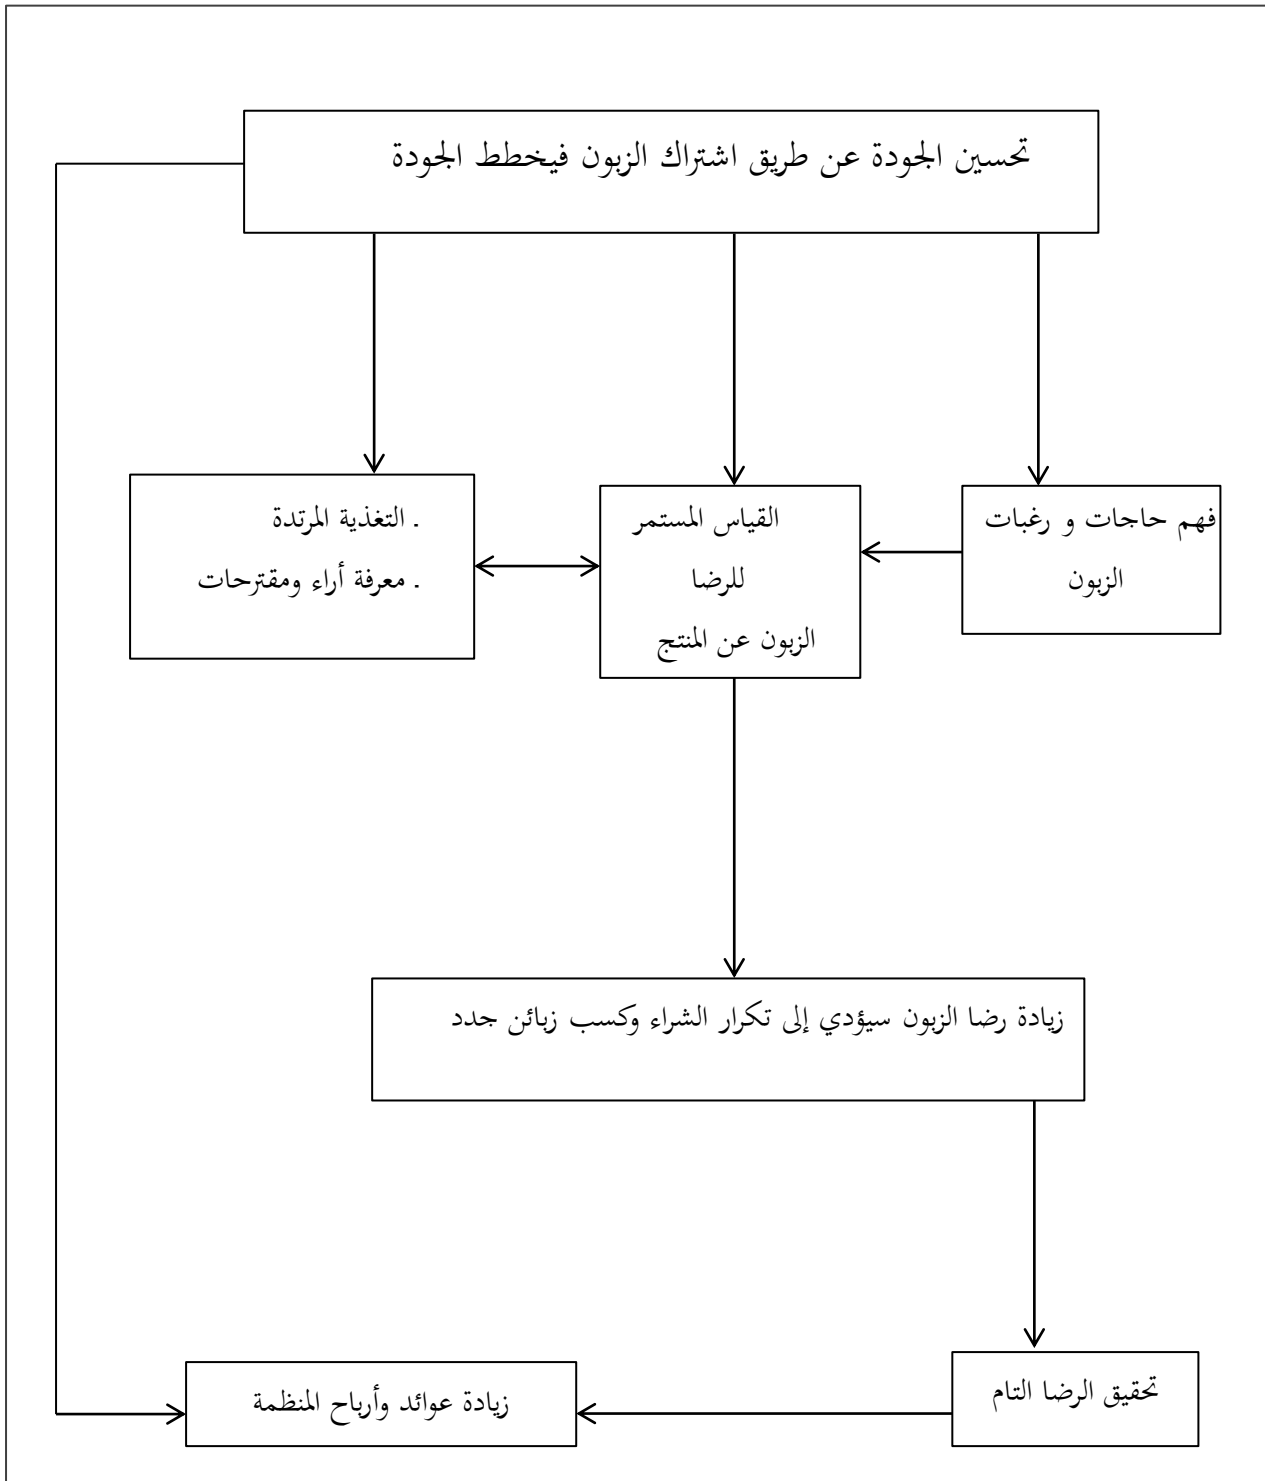 تحسين الجودة عن طريق اشتراك الزبون فيخطط الجودة
فهم حاجات و رغبات
الزبون
القياس المستمر
للرضا
الزبون عن المنتج
. التغذية المرتدة
. معرفة أراء ومقترحات
زيادة رضا الزبون سيؤدي إلى تكرار الشراء وكسب زبائن جدد
تحقيق الرضا التام
زيادة عوائد وأرباح المنظمة